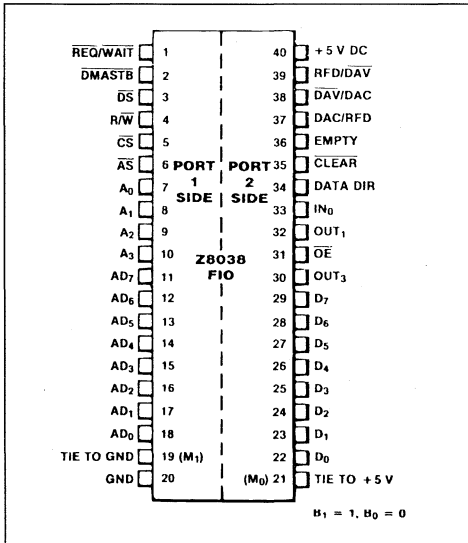 REQ/WAIT 1 40 +5 V DC
DMASTB 2 39 RFD/DAV
DS 3 38 DAV/DAC
R/W 4 37 DAC/RFD
CS 5 36 EMPTY
AS 6 PORT PORT 35 CLEAR
A0 7 1 2 34 DATA DIR
A1 8 SIDE SIDE 33 IN0
A2 9 32 OUT1
A3 10 Z8038 31 OE
AD7 11 FIO 30 OUT3
AD6 12 29 D7
AD5 13 28 D6
AD4 14 27 D5
AD3 15 26 D4
AD2 16 25 D3
AD1 17 24 D2
AD0 18 23 D1
TIE TO GND 19 (M1) 22 D0
GND 20 (M0) 21 TIE TO +5 V
B1 = 1, B0 = 0